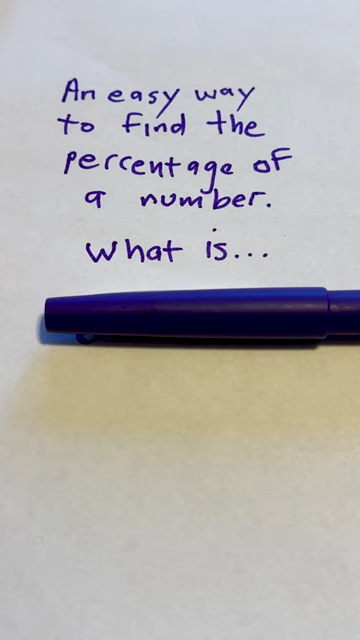 An easy way
to find the
percentage of
a number.
What is...